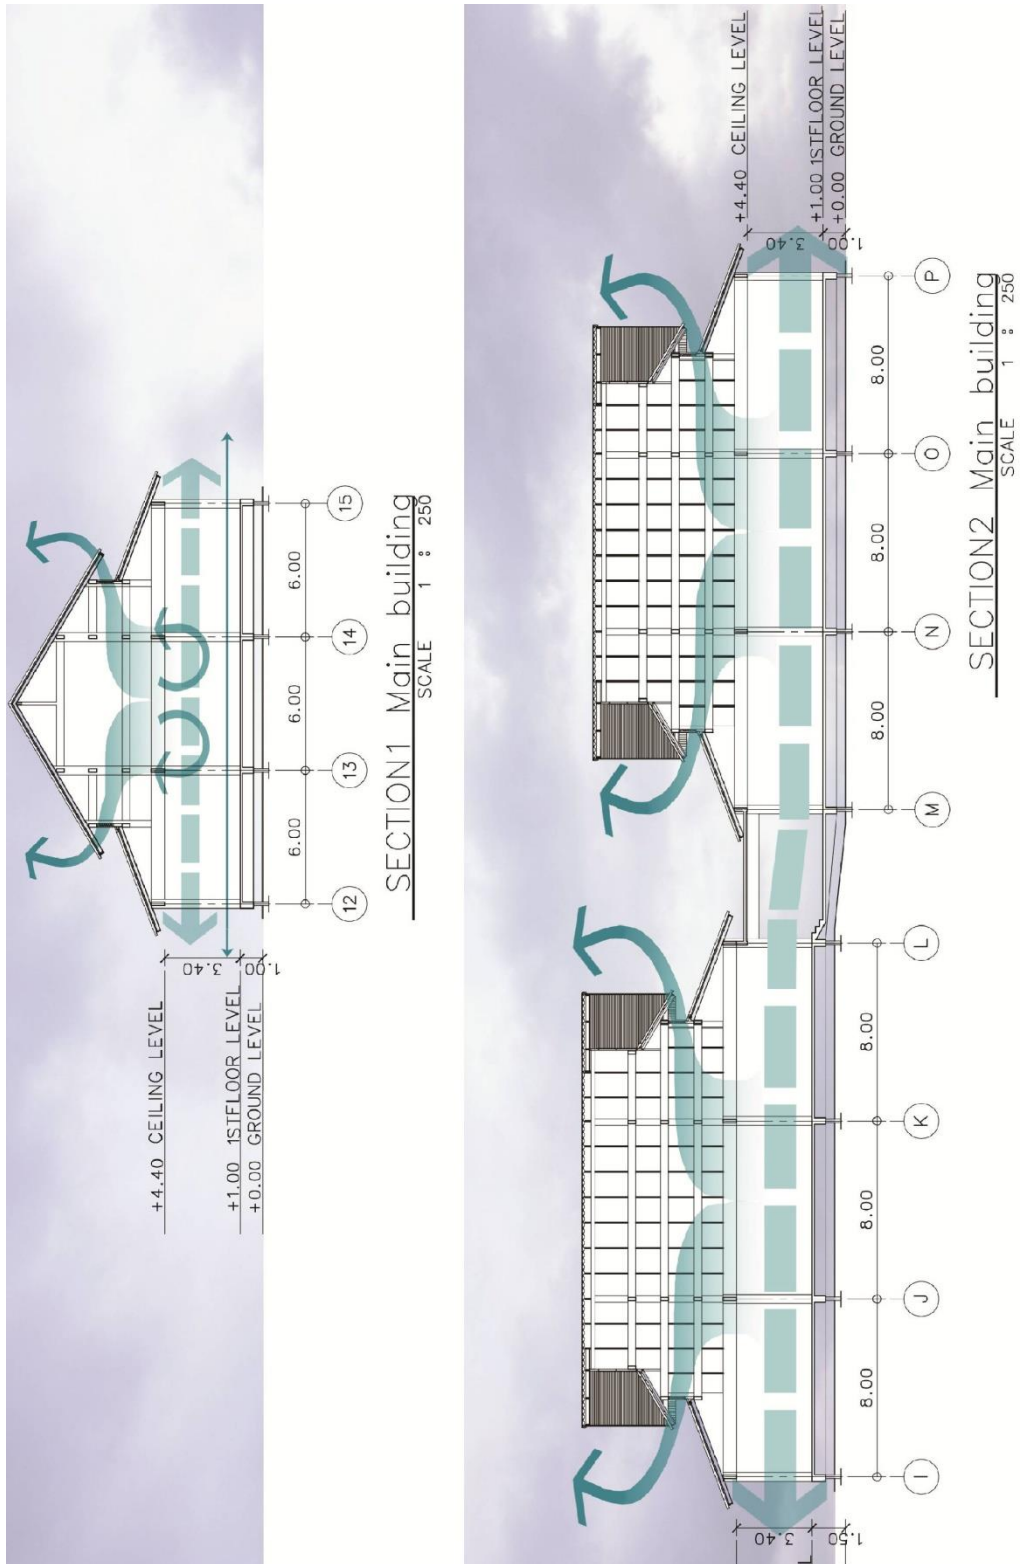 +4.40 CEILING LEVEL
+1.00 1STFLOOR LEVEL
+0.00 GROUND LEVEL
3.40
1.00
6.00
6.00
6.00
12
13
14
15
SECTION1 Main building
SCALE 1 : 250
+4.40 CEILING LEVEL
+1.00 1STFLOOR LEVEL
+0.00 GROUND LEVEL
3.40
1.00
3.40
1.50
8.00
8.00
8.00
8.00
8.00
8.00
I
J
K
L
M
N
O
P
SECTION2 Main building
SCALE 1 : 250